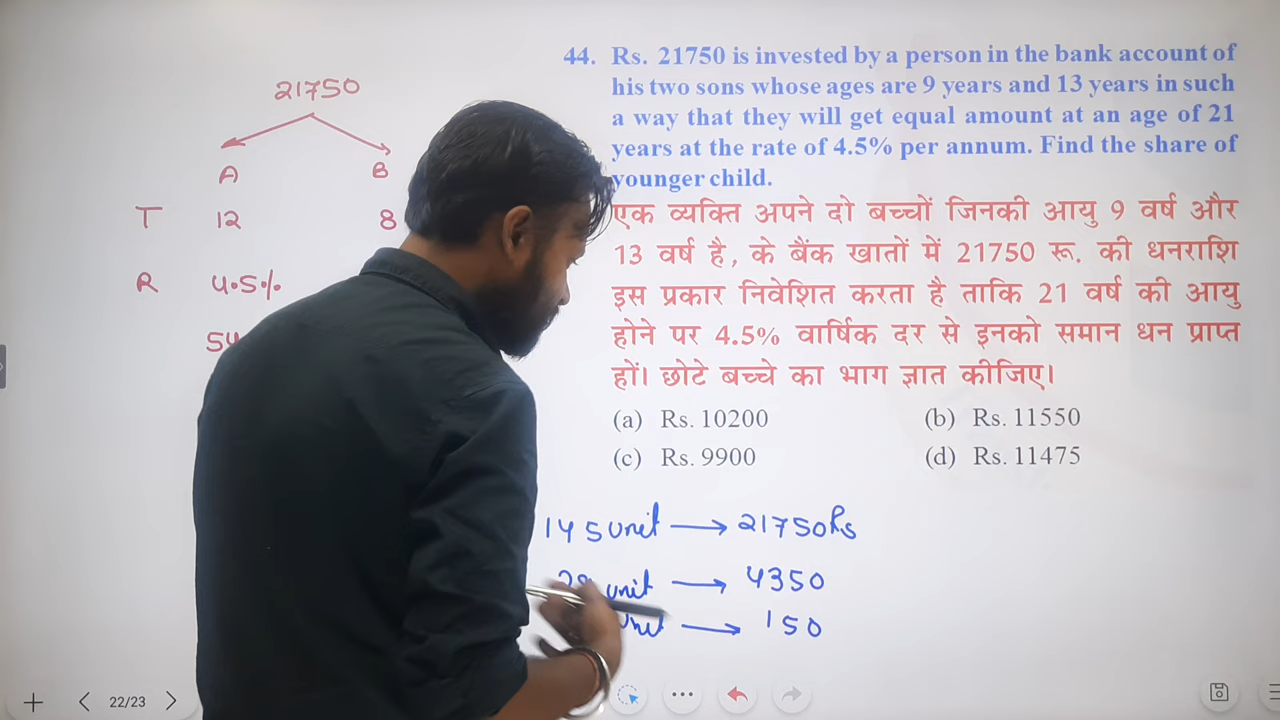 44. Rs. 21750 is invested by a person in the bank account of
his two sons whose ages are 9 years and 13 years in such
a way that they will get equal amount at an age of 21
years at the rate of 4.5% per annum. Find the share of
younger child.
एक व्यक्ति अपने दो बच्चों जिनकी आयु 9 वर्ष और
13 वर्ष है, के बैंक खातों में 21750 रू. की धनराशि
इस प्रकार निवेशित करता है ताकि 21 वर्ष की आयु
होने पर 4.5% वार्षिक दर से इनको समान धन प्राप्त
हों। छोटे बच्चे का भाग ज्ञात कीजिए।
(a) Rs. 10200 (b) Rs. 11550
(c) Rs. 9900 (d) Rs. 11475
21750
A B
T 12 8
R 4.5%
145 unit → 21750Rs
unit → 4350
unit → 150
22/23